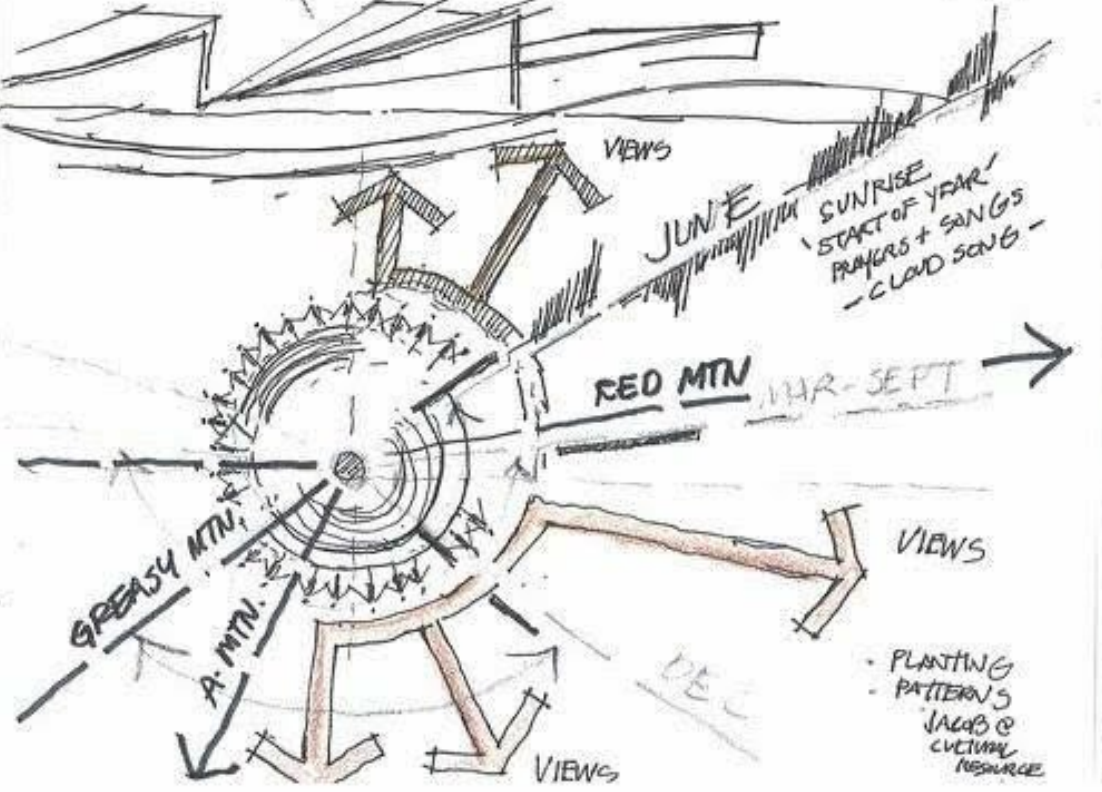 VIEWS
JUNE
SUNRISE
'START OF YEAR'
PRAYERS + SONGS
- CLOUD SONG -
RED MTN
MAR-SEPT
VIEWS
GREASY MTN.
A. MTN.
DEC
VIEWS
· PLANTING
· PATTERNS
JACOB @
CULTURAL
RESOURCE